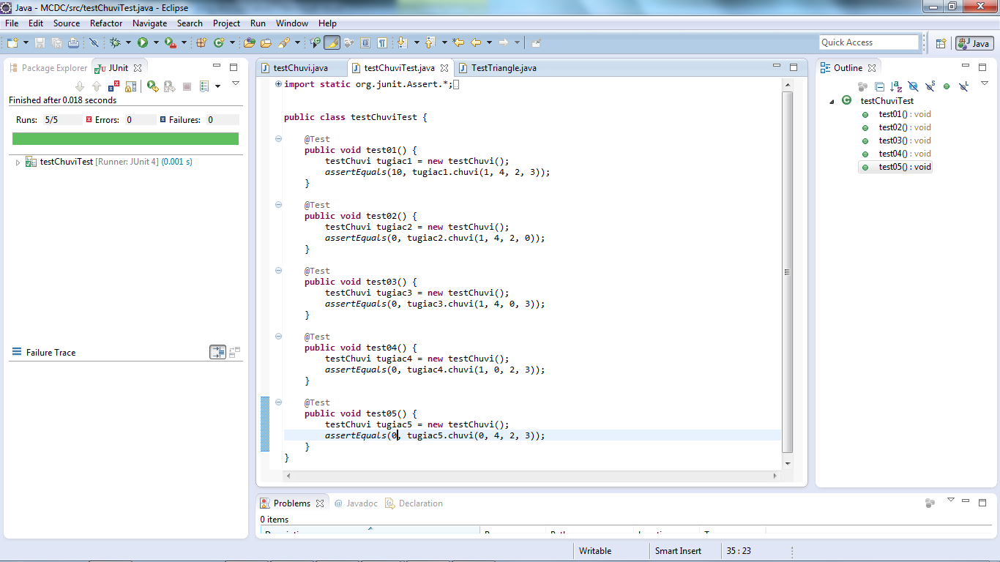 Java - MCDC/src/testChuviTest.java - Eclipse
File Edit Source Refactor Navigate Search Project Run Window Help
Quick Access
Java
Package Explorer JUnit
Finished after 0.018 seconds
Runs: 5/5 Errors: 0 Failures: 0
testChuviTest [Runner: JUnit 4] (0.001 s)
Failure Trace
testChuvi.java testChuviTest.java TestTriangle.java
import static org.junit.Assert.*;
public class testChuviTest {
@Test
public void test01() {
testChuvi tugiac1 = new testChuvi();
assertEquals(10, tugiac1.chuvi(1, 4, 2, 3));
}
@Test
public void test02() {
testChuvi tugiac2 = new testChuvi();
assertEquals(0, tugiac2.chuvi(1, 4, 2, 0));
}
@Test
public void test03() {
testChuvi tugiac3 = new testChuvi();
assertEquals(0, tugiac3.chuvi(1, 4, 0, 3));
}
@Test
public void test04() {
testChuvi tugiac4 = new testChuvi();
assertEquals(0, tugiac4.chuvi(1, 0, 2, 3));
}
@Test
public void test05() {
testChuvi tugiac5 = new testChuvi();
assertEquals(0, tugiac5.chuvi(0, 4, 2, 3));
}
}
Outline
testChuviTest
test01() : void
test02() : void
test03() : void
test04() : void
test05() : void
Problems @ Javadoc Declaration
0 items
Writable Smart Insert 35 : 23